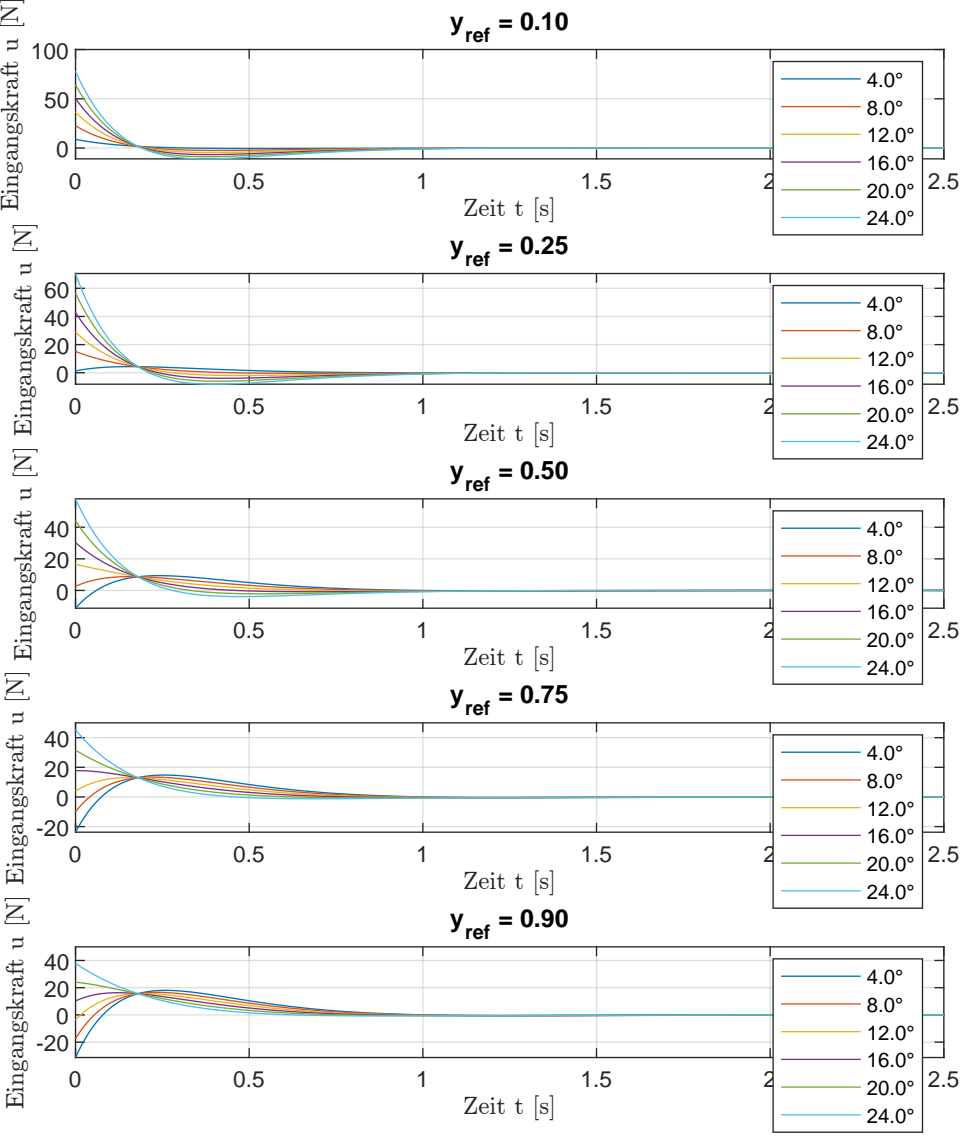 y_ref = 0.10
Eingangskraft u [N]
100
50
0
0 0.5 1 1.5 2 2.5
Zeit t [s]
4.0°
8.0°
12.0°
16.0°
20.0°
24.0°
y_ref = 0.25
Eingangskraft u [N]
60
40
20
0
0 0.5 1 1.5 2 2.5
Zeit t [s]
4.0°
8.0°
12.0°
16.0°
20.0°
24.0°
y_ref = 0.50
Eingangskraft u [N]
40
20
0
0 0.5 1 1.5 2 2.5
Zeit t [s]
4.0°
8.0°
12.0°
16.0°
20.0°
24.0°
y_ref = 0.75
Eingangskraft u [N]
40
20
0
-20
0 0.5 1 1.5 2 2.5
Zeit t [s]
4.0°
8.0°
12.0°
16.0°
20.0°
24.0°
y_ref = 0.90
Eingangskraft u [N]
40
20
0
-20
0 0.5 1 1.5 2 2.5
Zeit t [s]
4.0°
8.0°
12.0°
16.0°
20.0°
24.0°